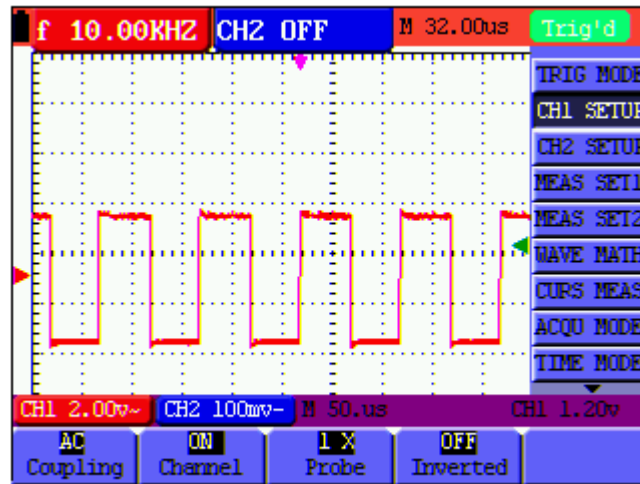 f 10.00KHZ CH2 OFF M 32.00us Trig'd
TRIG MODE
CH1 SETUP
CH2 SETUP
MEAS SET1
MEAS SET2
WAVE MATH
CURS MEAS
ACQU MODE
TIME MODE
CH1 2.00v~ CH2 100mv- M 50.us CH1 1.20v
AC ON 1 X OFF
Coupling Channel Probe Inverted